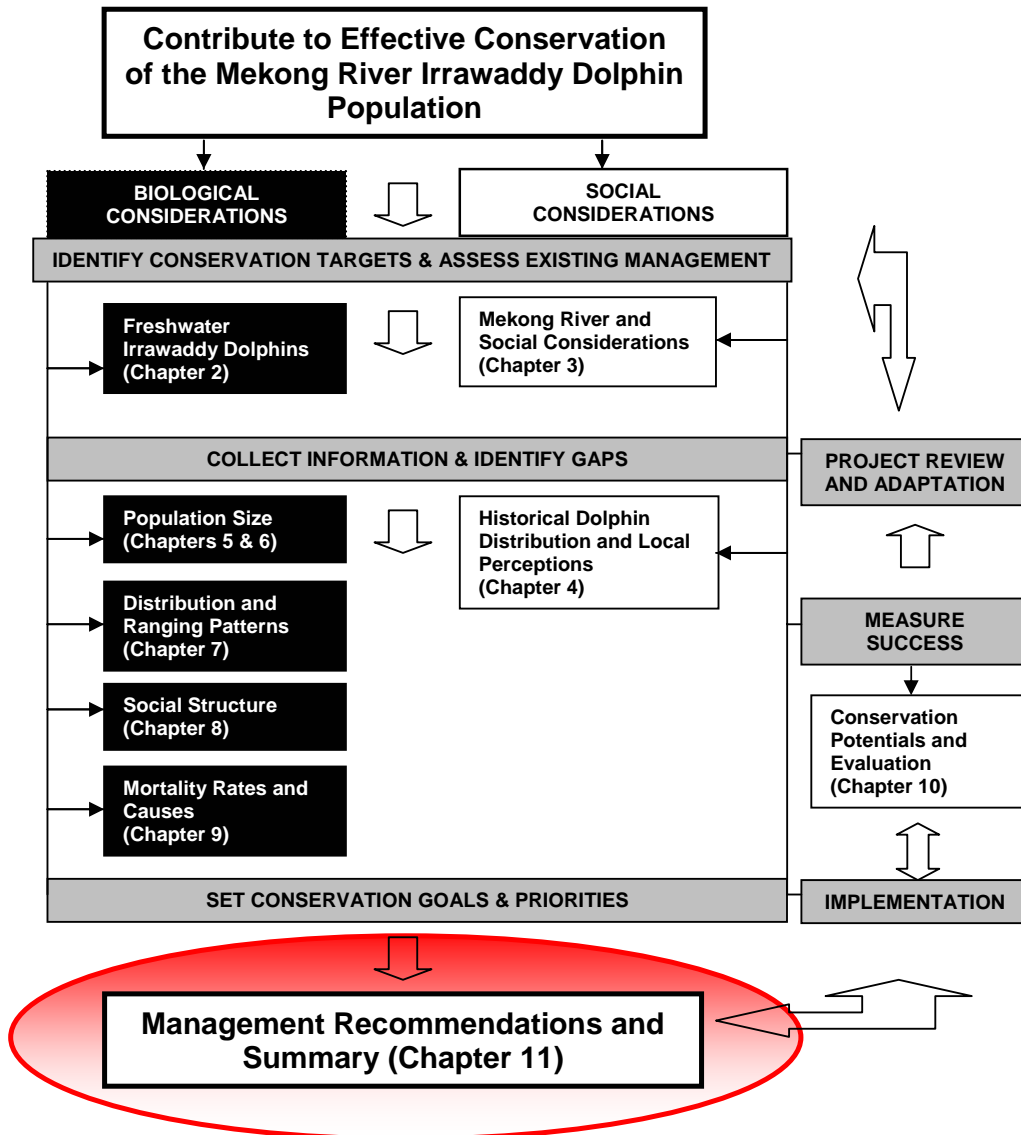 Contribute to Effective Conservation
of the Mekong River Irrawaddy Dolphin
Population
BIOLOGICAL
CONSIDERATIONS
SOCIAL
CONSIDERATIONS
IDENTIFY CONSERVATION TARGETS & ASSESS EXISTING MANAGEMENT
Freshwater
Irrawaddy Dolphins
(Chapter 2)
Mekong River and
Social Considerations
(Chapter 3)
COLLECT INFORMATION & IDENTIFY GAPS
PROJECT REVIEW
AND ADAPTATION
Population Size
(Chapters 5 & 6)
Historical Dolphin
Distribution and Local
Perceptions
(Chapter 4)
Distribution and
Ranging Patterns
(Chapter 7)
MEASURE
SUCCESS
Social Structure
(Chapter 8)
Conservation
Potentials and
Evaluation
(Chapter 10)
Mortality Rates and
Causes
(Chapter 9)
SET CONSERVATION GOALS & PRIORITIES
IMPLEMENTATION
Management Recommendations and
Summary (Chapter 11)